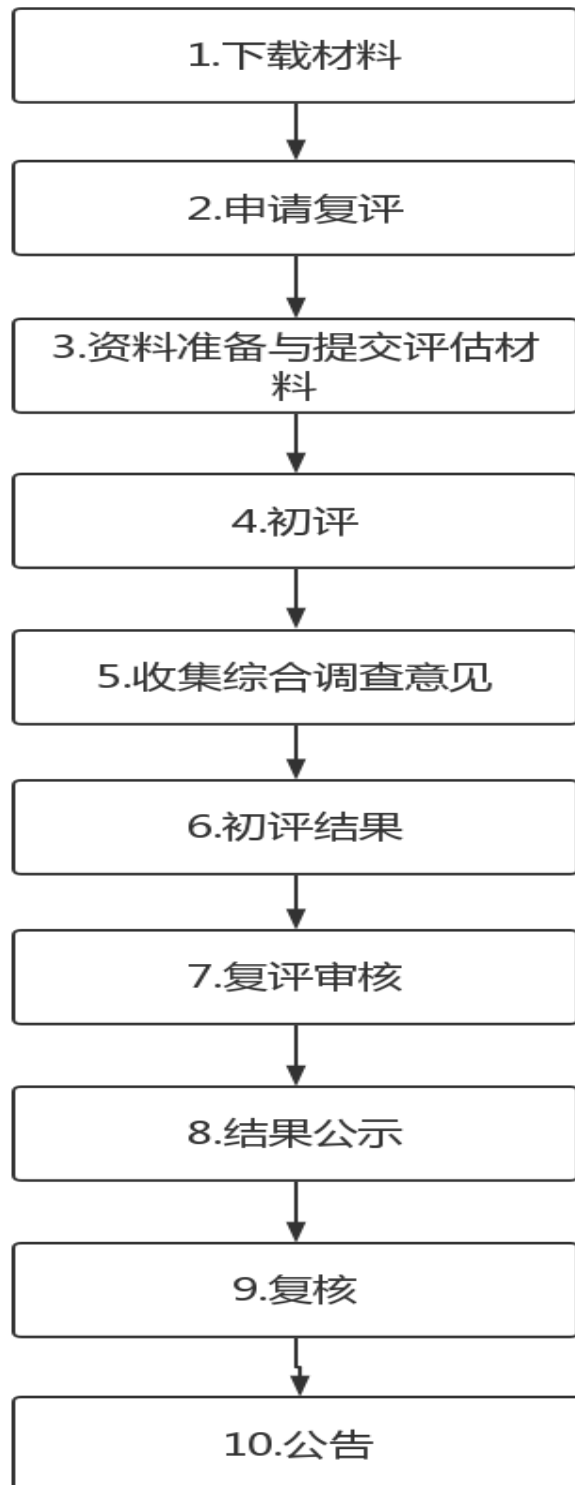 1.下载材料
2.申请复评
3.资料准备与提交评估材
料
4.初评
5.收集综合调查意见
6.初评结果
7.复评审核
8.结果公示
9.复核
10.公告